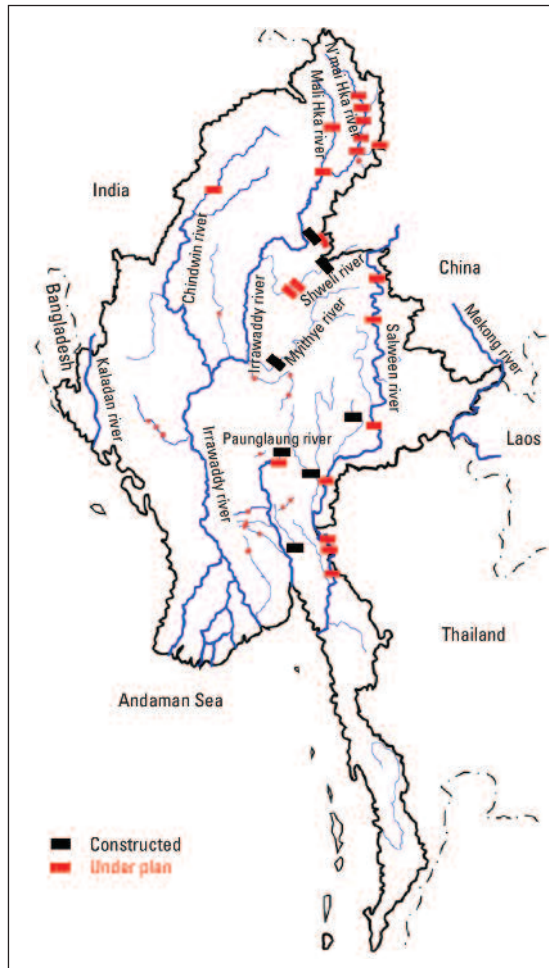 N'mai Hka river
Mali Hka river
India
Chindwin river
China
Shweli river
Irrawaddy river
Myithye river
Mekong river
Bangladesh
Salween river
Kaladan river
Laos
Paunglaung river
Irrawaddy river
Thailand
Andaman Sea
Constructed
Under plan